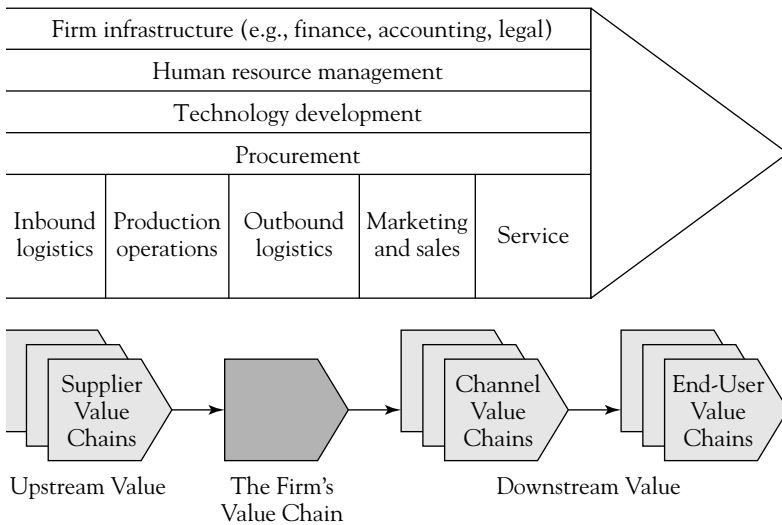 Firm infrastructure (e.g., finance, accounting, legal)
Human resource management
Technology development
Procurement
Inbound
logistics
Production
operations
Outbound
logistics
Marketing
and sales
Service
Supplier
Value
Chains
Channel
Value
Chains
End-User
Value
Chains
Upstream Value
The Firm's
Value Chain
Downstream Value